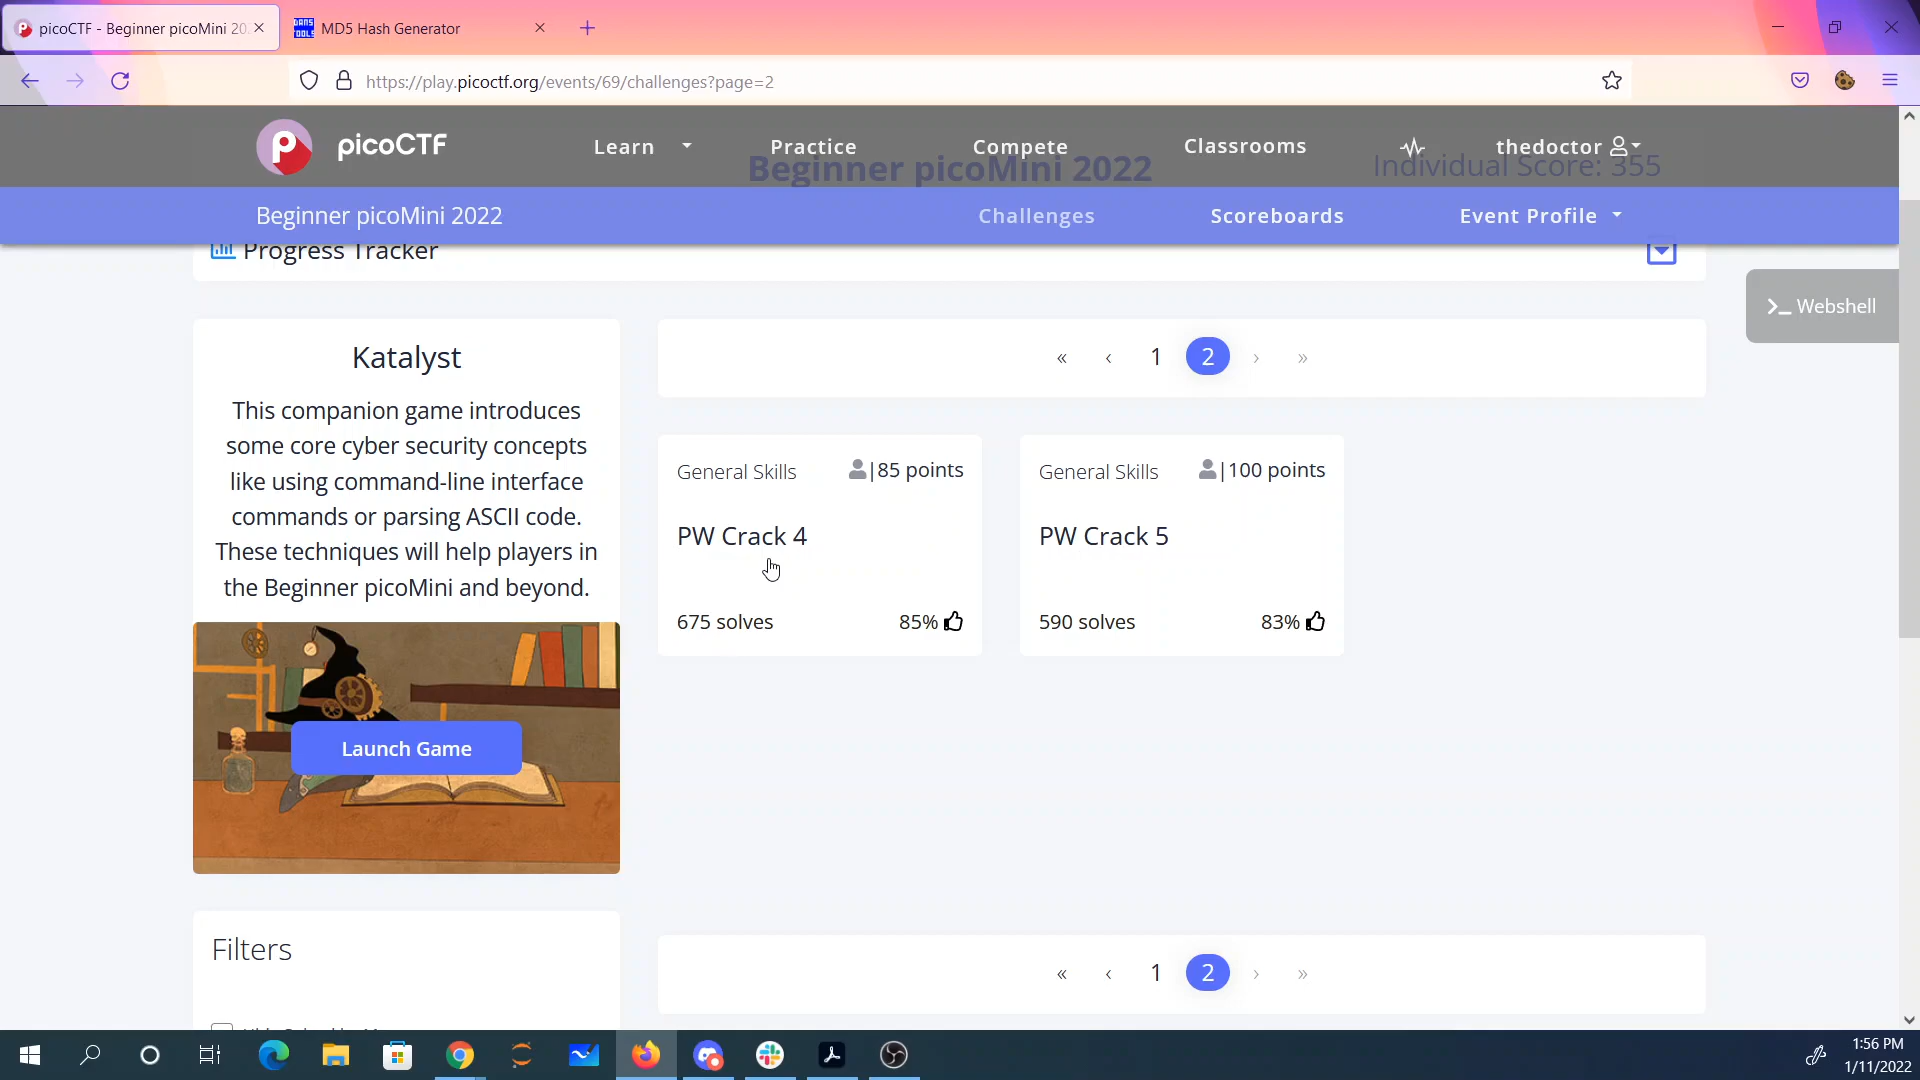 picoCTF - Beginner picoMini 20
MD5 Hash Generator
https://play.picoctf.org/events/69/challenges?page=2
picoCTF
Learn
Practice
Compete
Classrooms
thedoctor
Beginner picoMini 2022
Individual Score: 355
Beginner picoMini 2022
Challenges
Scoreboards
Event Profile
Progress Tracker
>_ Webshell
Katalyst
This companion game introduces
some core cyber security concepts
like using command-line interface
commands or parsing ASCII code.
These techniques will help players in
the Beginner picoMini and beyond.
Launch Game
« ‹ 1 2 › »
General Skills
|85 points
PW Crack 4
675 solves
85%
General Skills
|100 points
PW Crack 5
590 solves
83%
Filters
« ‹ 1 2 › »
1:56 PM
1/11/2022